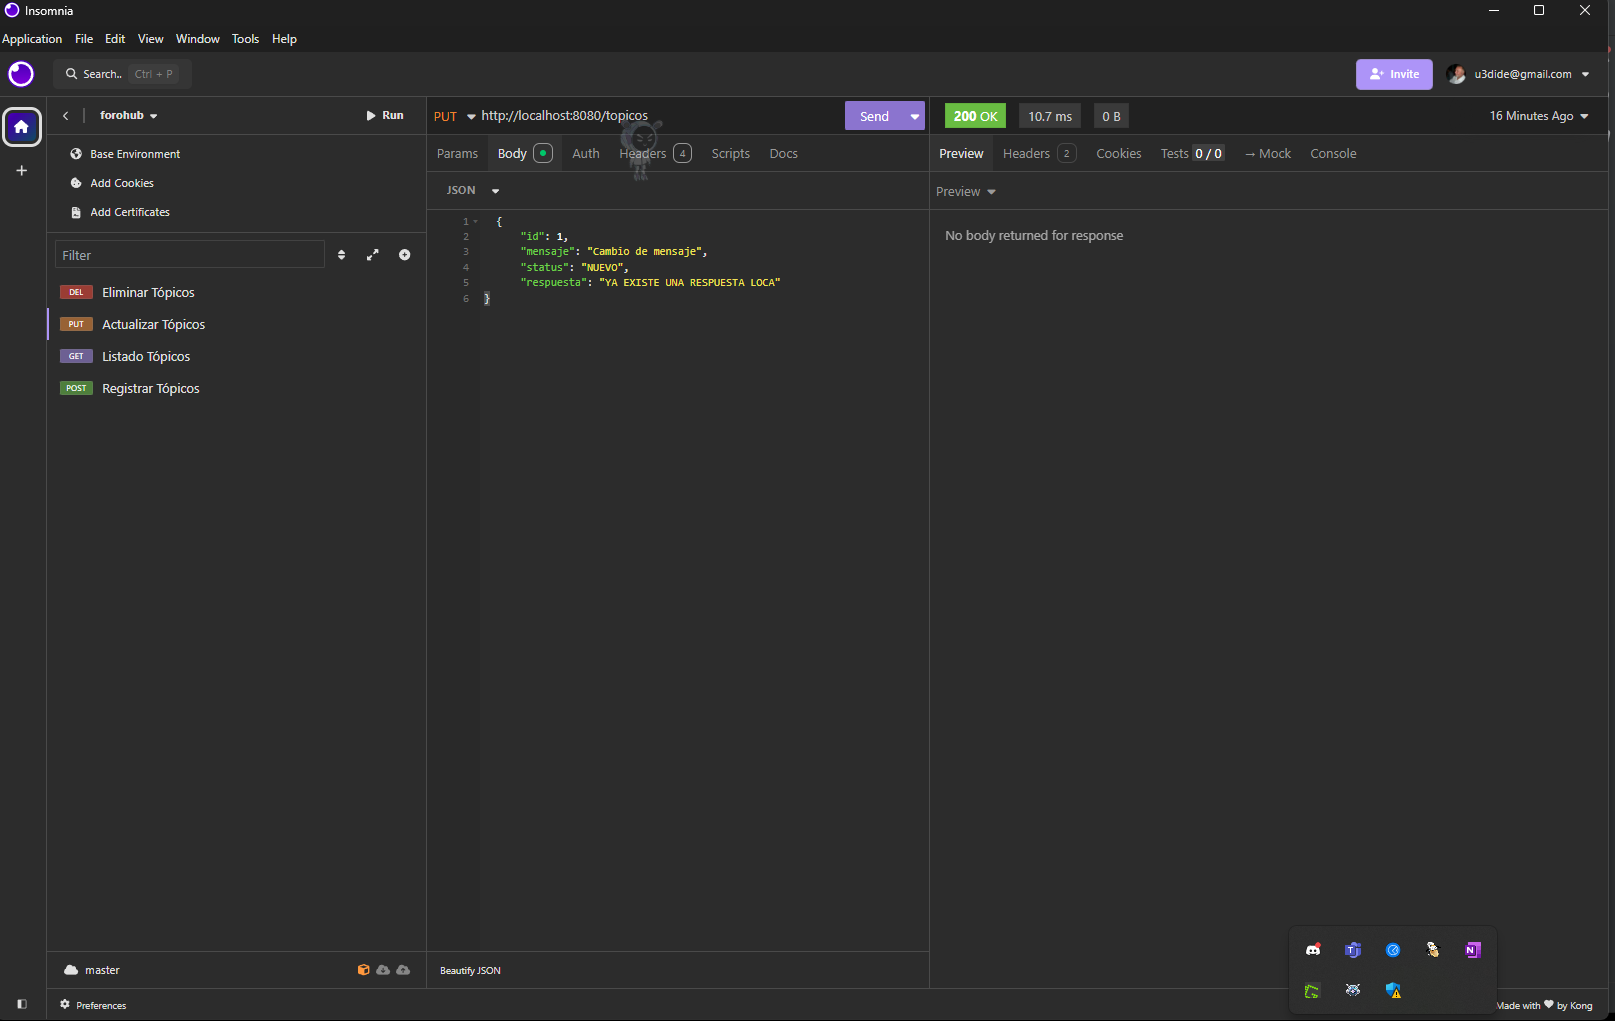 Insomnia
Application File Edit View Window Tools Help
Search.. Ctrl + P
Invite
u3dide@gmail.com
forohub
Run
Base Environment
Add Cookies
Add Certificates
Filter
DEL Eliminar Tópicos
PUT Actualizar Tópicos
GET Listado Tópicos
POST Registrar Tópicos
master
Preferences
PUT http://localhost:8080/topicos
Send
Params Body Auth Headers 4 Scripts Docs
JSON
1 {
2 "id": 1,
3 "mensaje": "Cambio de mensaje",
4 "status": "NUEVO",
5 "respuesta": "YA EXISTE UNA RESPUESTA LOCA"
6 }
Beautify JSON
200 OK 10.7 ms 0 B
16 Minutes Ago
Preview Headers 2 Cookies Tests 0 / 0 → Mock Console
Preview
No body returned for response
Made with ♥ by Kong